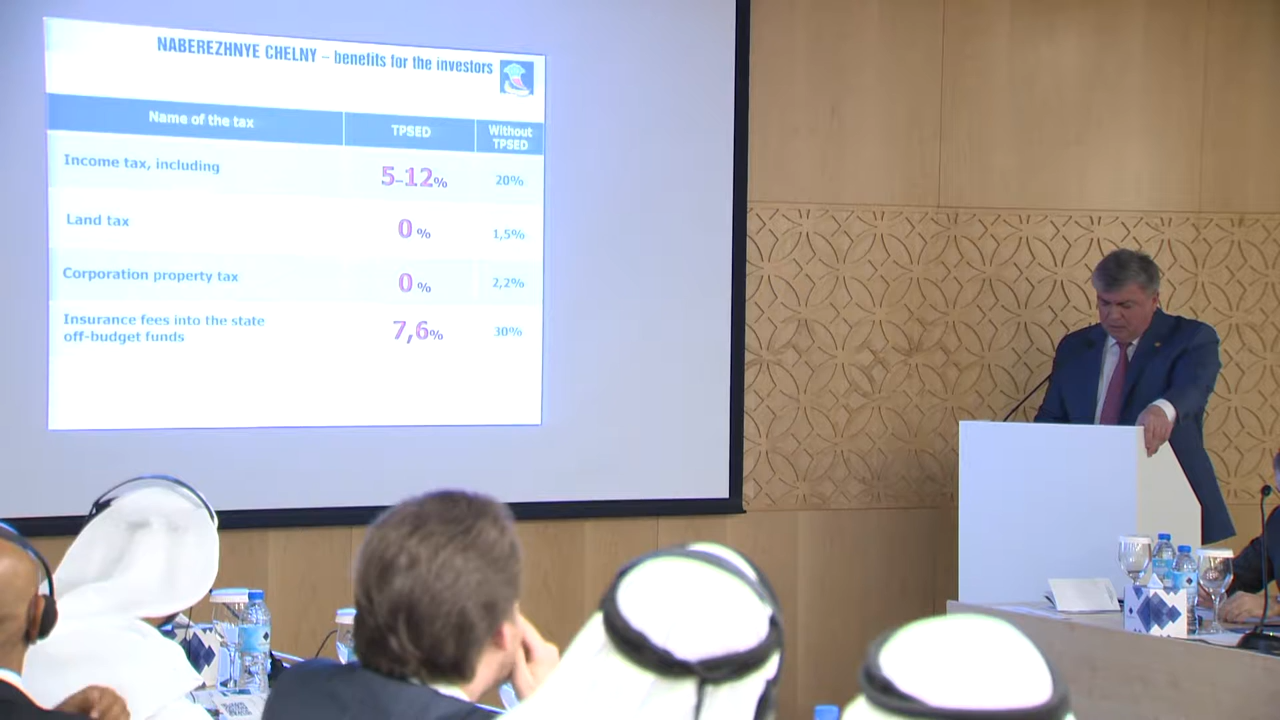 NABEREZHNYE CHELNY – benefits for the investors
Name of the tax TPSED Without
TPSED
Income tax, including 5-12% 20%
Land tax 0 % 1,5%
Corporation property tax 0 % 2,2%
Insurance fees into the state
off-budget funds 7,6% 30%